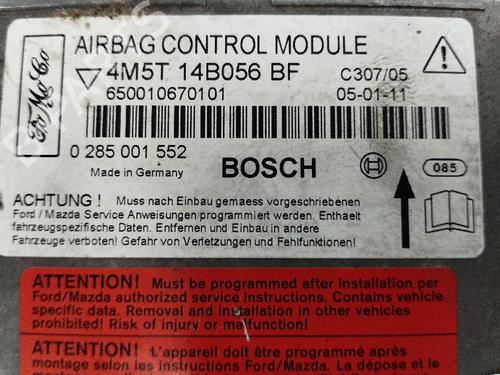 AIRBAG CONTROL MODULE
FoMoCo
4M5T 14B056 BF C307/05
650010670101 05-01-11
0 285 001 552 BOSCH 085
Made in Germany
ACHTUNG! Muss nach Einbau gemaess vorgeschriebenen
Ford / Mazda Service Anweisungen programmiert werden. Enthaelt
fahrzeugspezifische Daten. Entfernen und Einbau in andere
Fahrzeuge verboten! Gefahr von Verletzungen und Fehlfunktionen!
ATTENTION! Must be programmed after installation per
Ford/Mazda authorized service instructions. Contains vehicle
specific data. Removal and installation in other vehicles
prohibited! Risk of injury or malfunction!
ATTENTION! L'appareil doit être programmé après
montage selon les instructions Ford/Mazda. La dépose et le